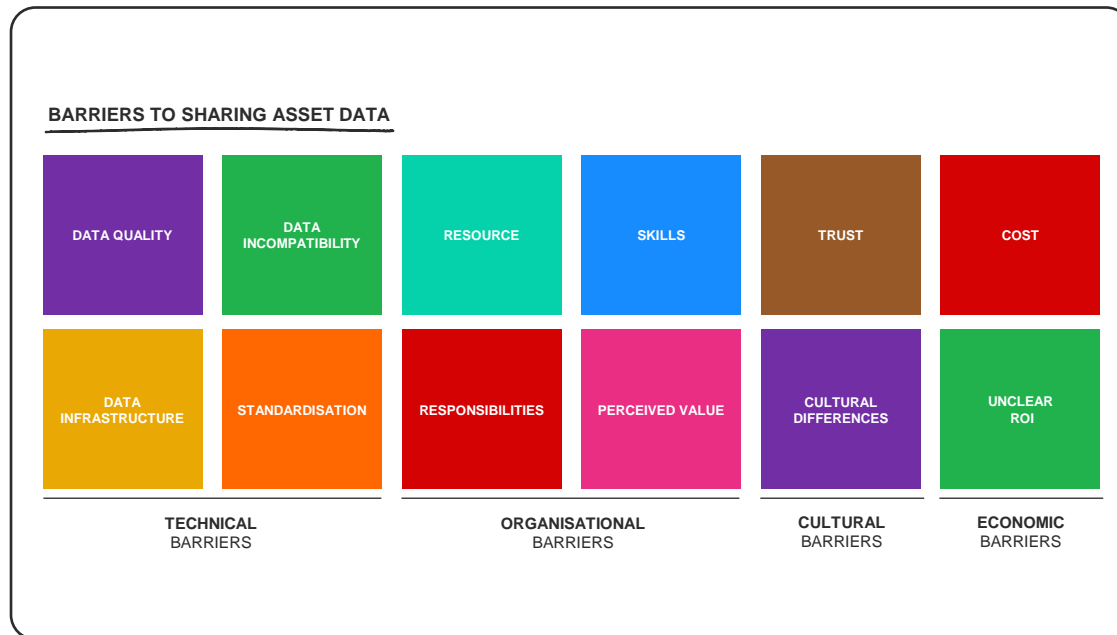 BARRIERS TO SHARING ASSET DATA
DATA QUALITY
DATA
INCOMPATIBILITY
RESOURCE
SKILLS
TRUST
COST
DATA
INFRASTRUCTURE
STANDARDISATION
RESPONSIBILITIES
PERCEIVED VALUE
CULTURAL
DIFFERENCES
UNCLEAR
ROI
TECHNICAL
BARRIERS
ORGANISATIONAL
BARRIERS
CULTURAL
BARRIERS
ECONOMIC
BARRIERS